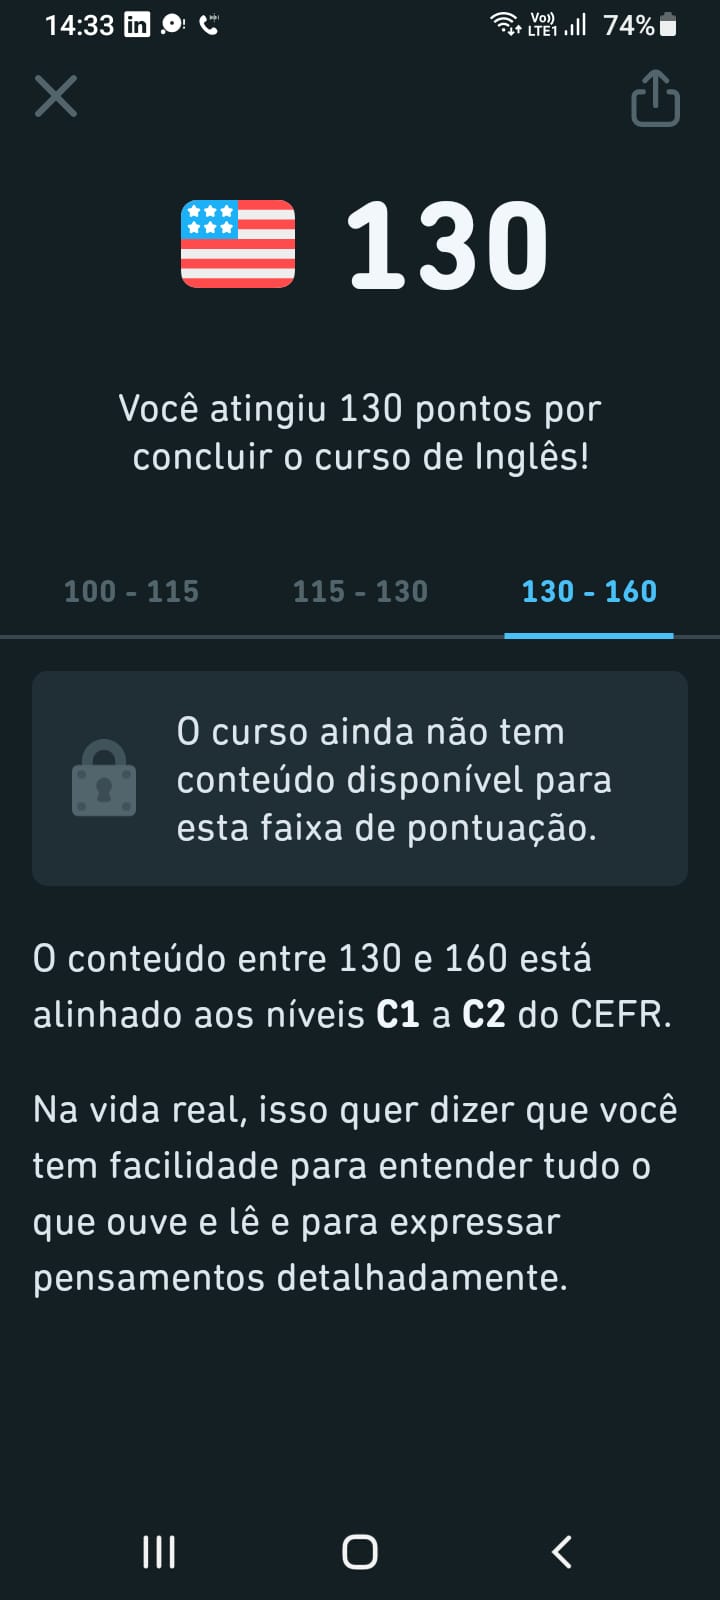 14:33
in
Vo))
LTE1
74%
130
Você atingiu 130 pontos por
concluir o curso de Inglês!
100 - 115
115 - 130
130 - 160
O curso ainda não tem
conteúdo disponível para
esta faixa de pontuação.
O conteúdo entre 130 e 160 está
alinhado aos níveis C1 a C2 do CEFR.
Na vida real, isso quer dizer que você
tem facilidade para entender tudo o
que ouve e lê e para expressar
pensamentos detalhadamente.